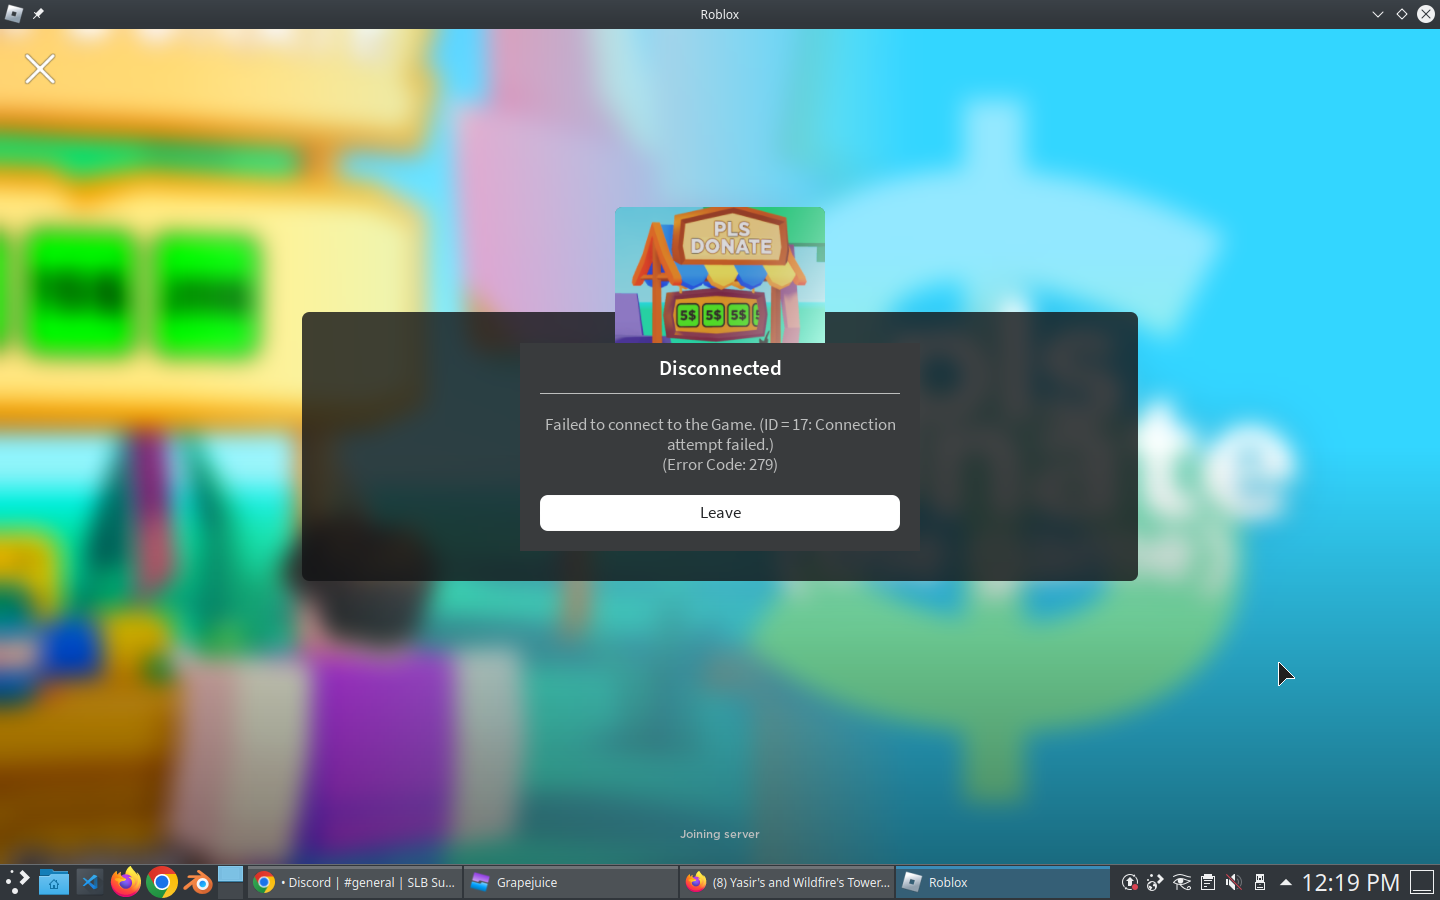 Roblox
PLS
DONATE
5$ 5$ 5$
Disconnected
Failed to connect to the Game. (ID = 17: Connection
attempt failed.)
(Error Code: 279)
Leave
pls
donate
Joining server
• Discord | #general | SLB Su...
Grapejuice
(8) Yasir's and Wildfire's Tower...
Roblox
12:19 PM